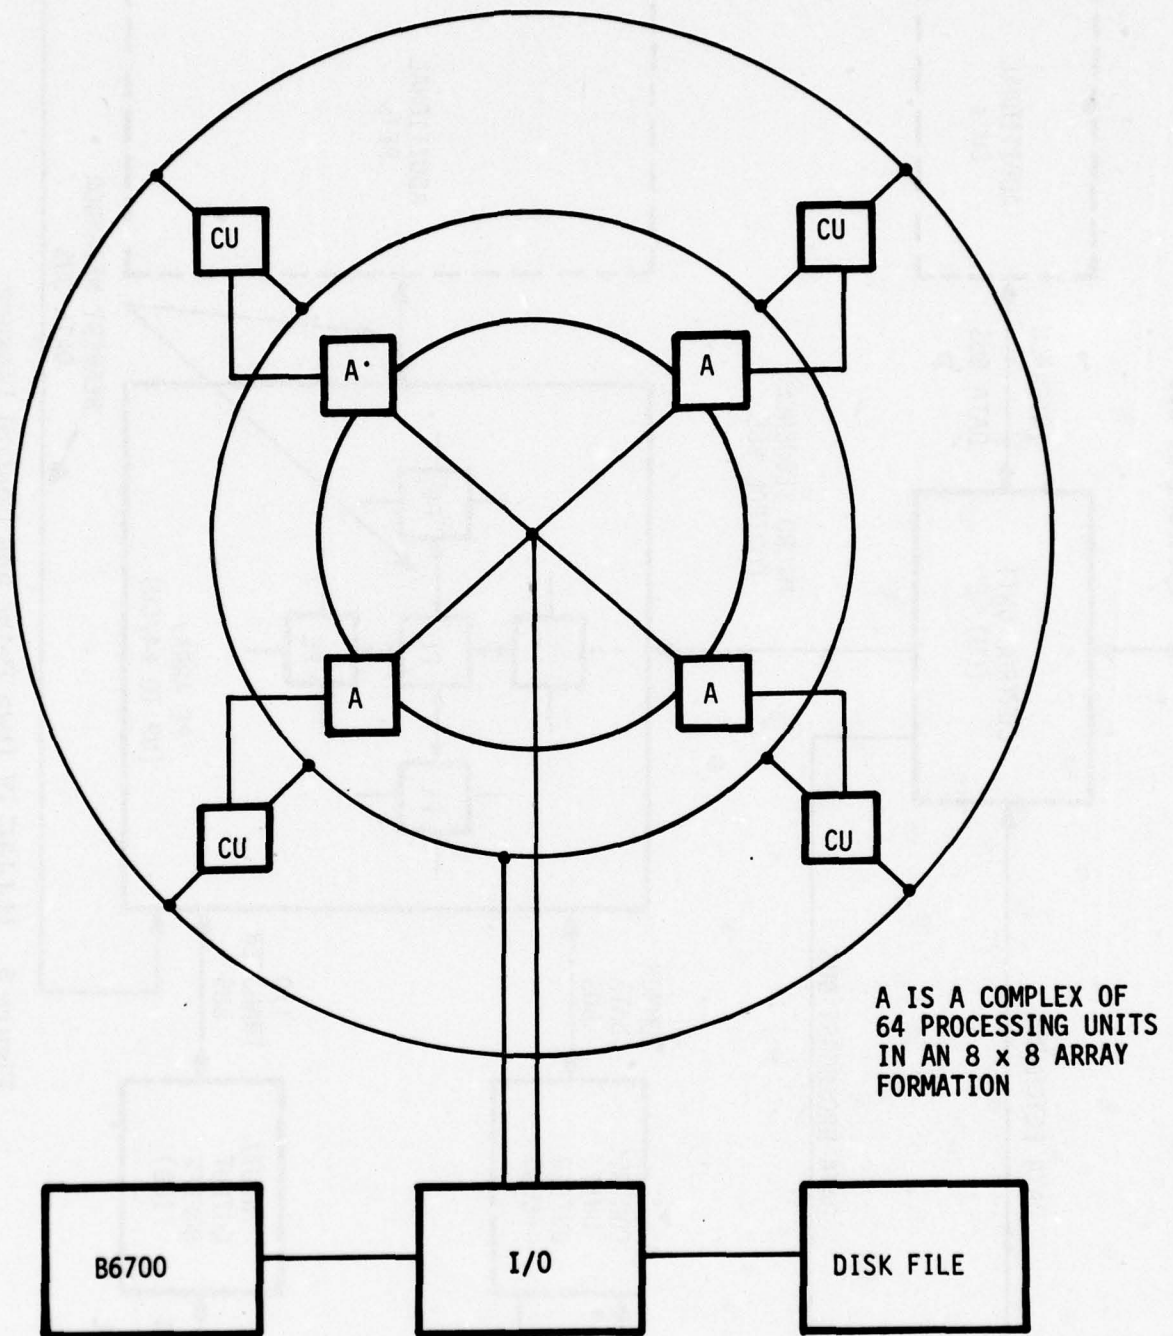 CU
CU
A
A
A
A
CU
CU
A IS A COMPLEX OF
64 PROCESSING UNITS
IN AN 8 x 8 ARRAY
FORMATION
B6700
I/O
DISK FILE